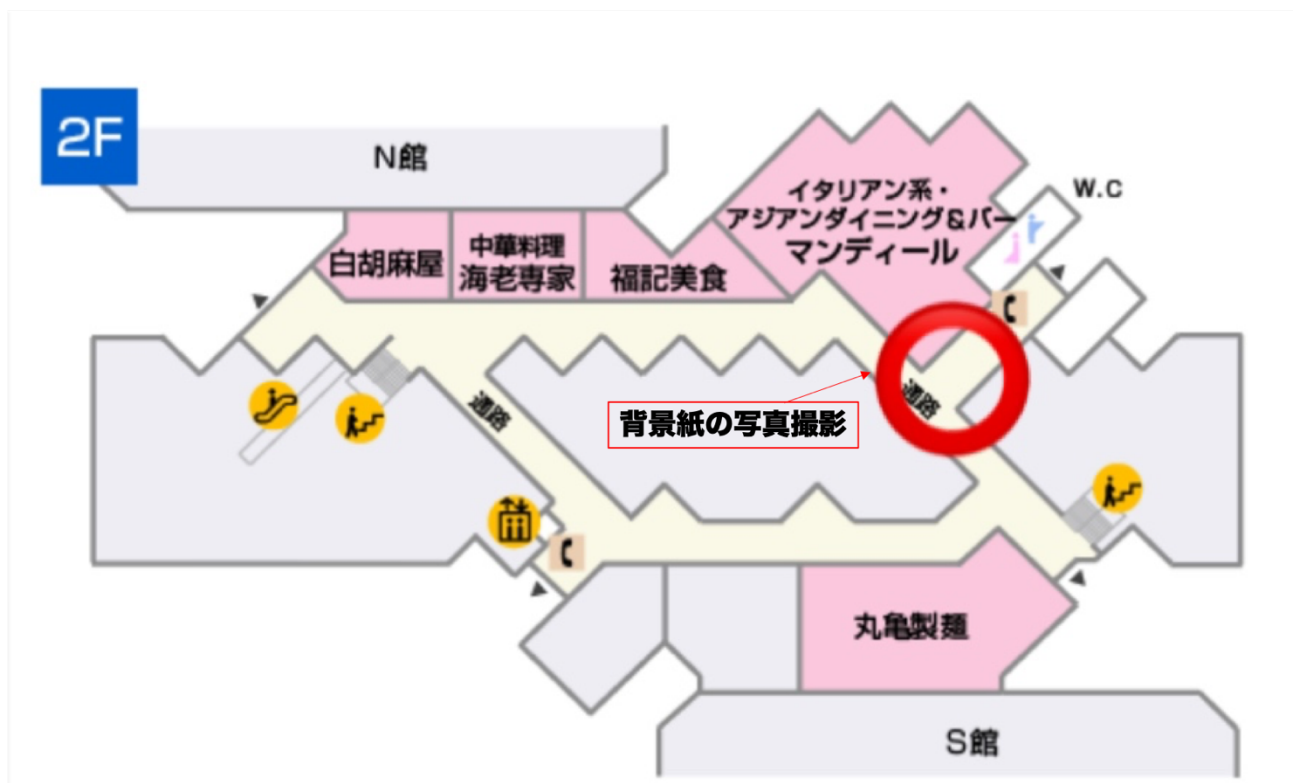 2F
N館
W.C
イタリアン系・
アジアンダイニング&バー
マンディール
白胡麻屋
中華料理
海老専家
福記美食
通路
通路
背景紙の写真撮影
丸亀製麺
S館